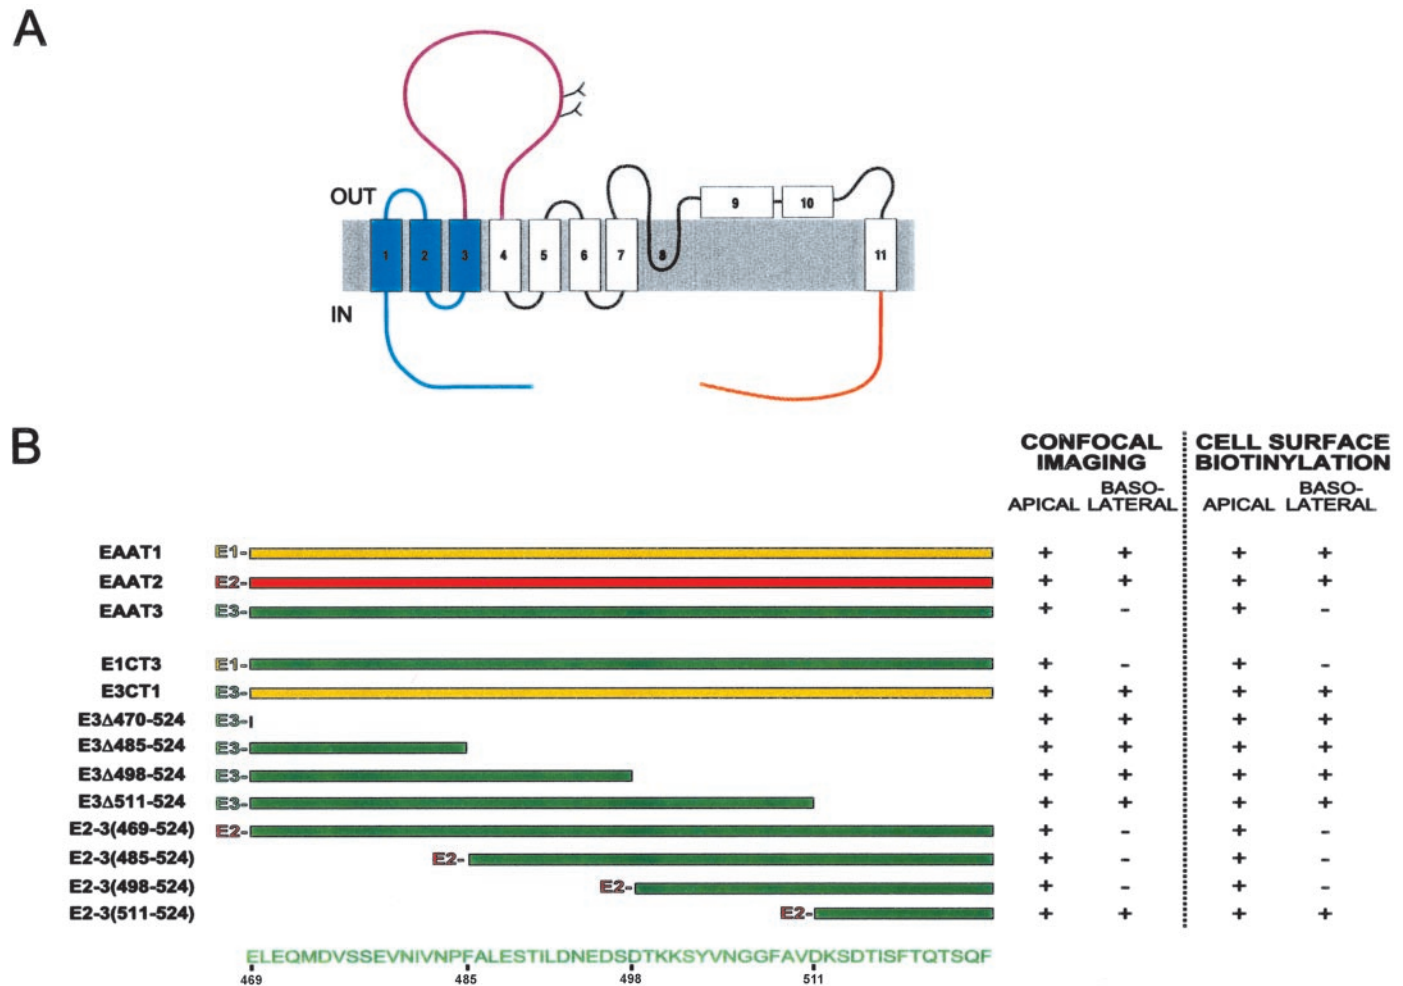 A
OUT
1 2 3 4 5 6 7 8 9 10 11
IN
B
CONFOCAL IMAGING CELL SURFACE BIOTINYLATION
APICAL BASO-LATERAL APICAL BASO-LATERAL
EAAT1 E1- + + + +
EAAT2 E2- + + + +
EAAT3 E3- + - + -
E1CT3 E1- + - + -
E3CT1 E3- + + + +
E3Δ470-524 E3- + + + +
E3Δ485-524 E3- + + + +
E3Δ498-524 E3- + + + +
E3Δ511-524 E3- + + + +
E2-3(469-524) E2- + - + -
E2-3(485-524) E2- + - + -
E2-3(498-524) E2- + - + -
E2-3(511-524) E2- + + + +
ELEQMDVSSEVNIVNPFALESTILDNEDSDTKKSYVNGGFAVDKSDTISFTQTSQF
469 485 498 511